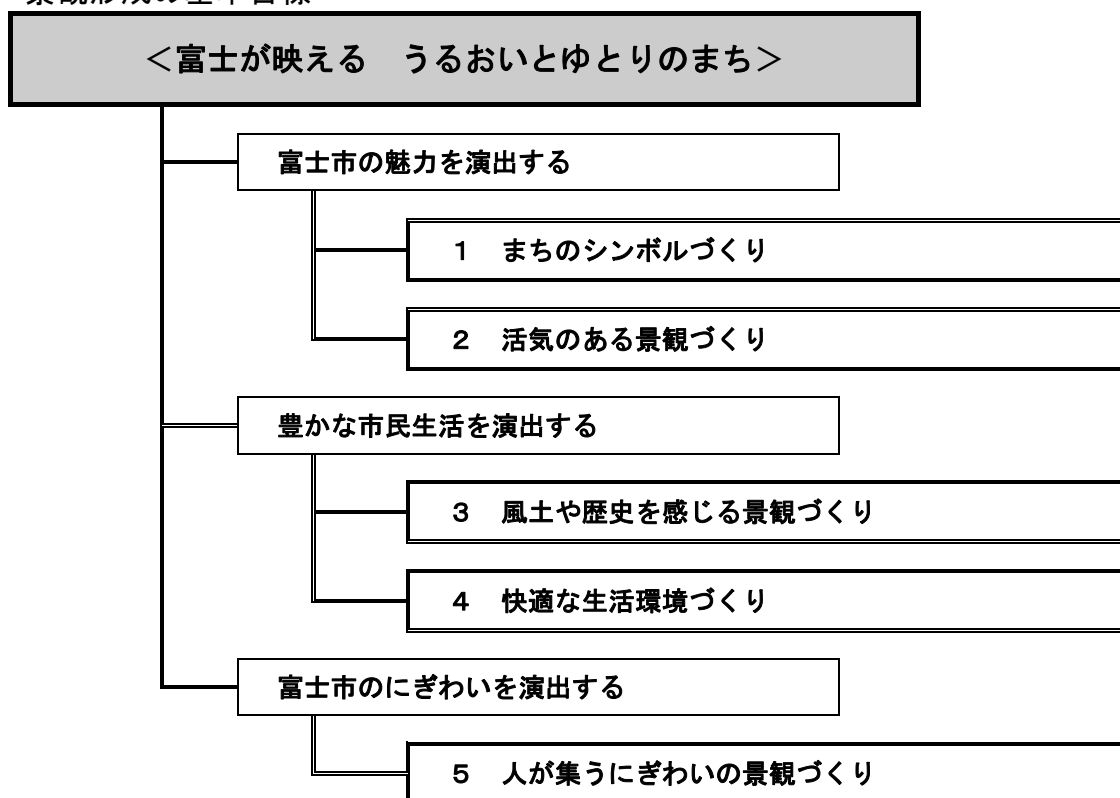 ＜富士が映える　うるおいとゆとりのまち＞
富士市の魅力を演出する
１　まちのシンボルづくり
２　活気のある景観づくり
豊かな市民生活を演出する
３　風土や歴史を感じる景観づくり
４　快適な生活環境づくり
富士市のにぎわいを演出する
５　人が集うにぎわいの景観づくり